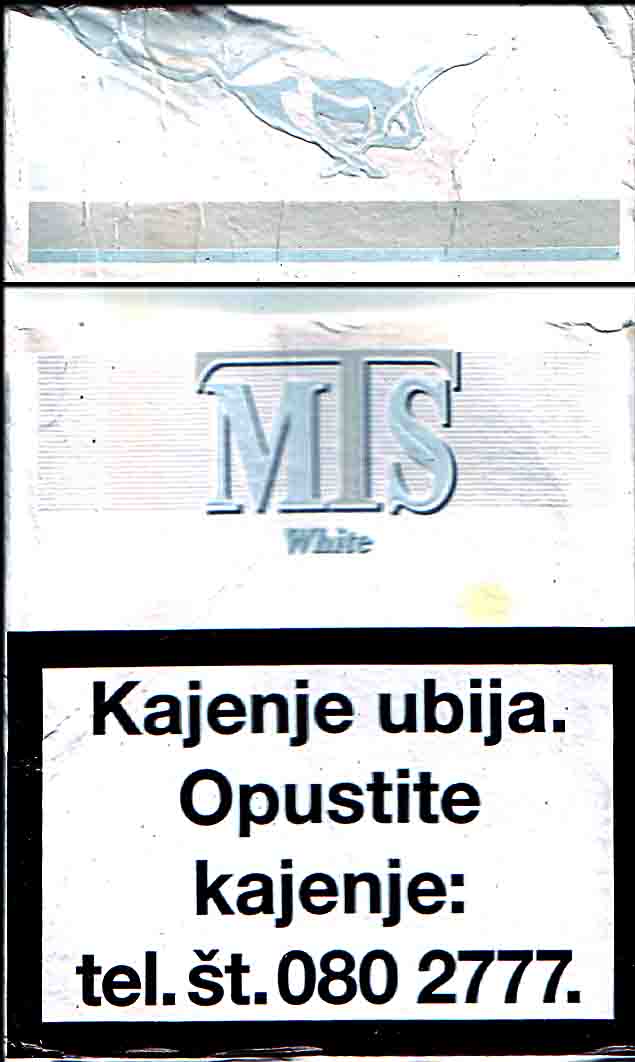 MTS
White
Kajenje ubija.
Opustite
kajenje:
tel. št. 080 2777.